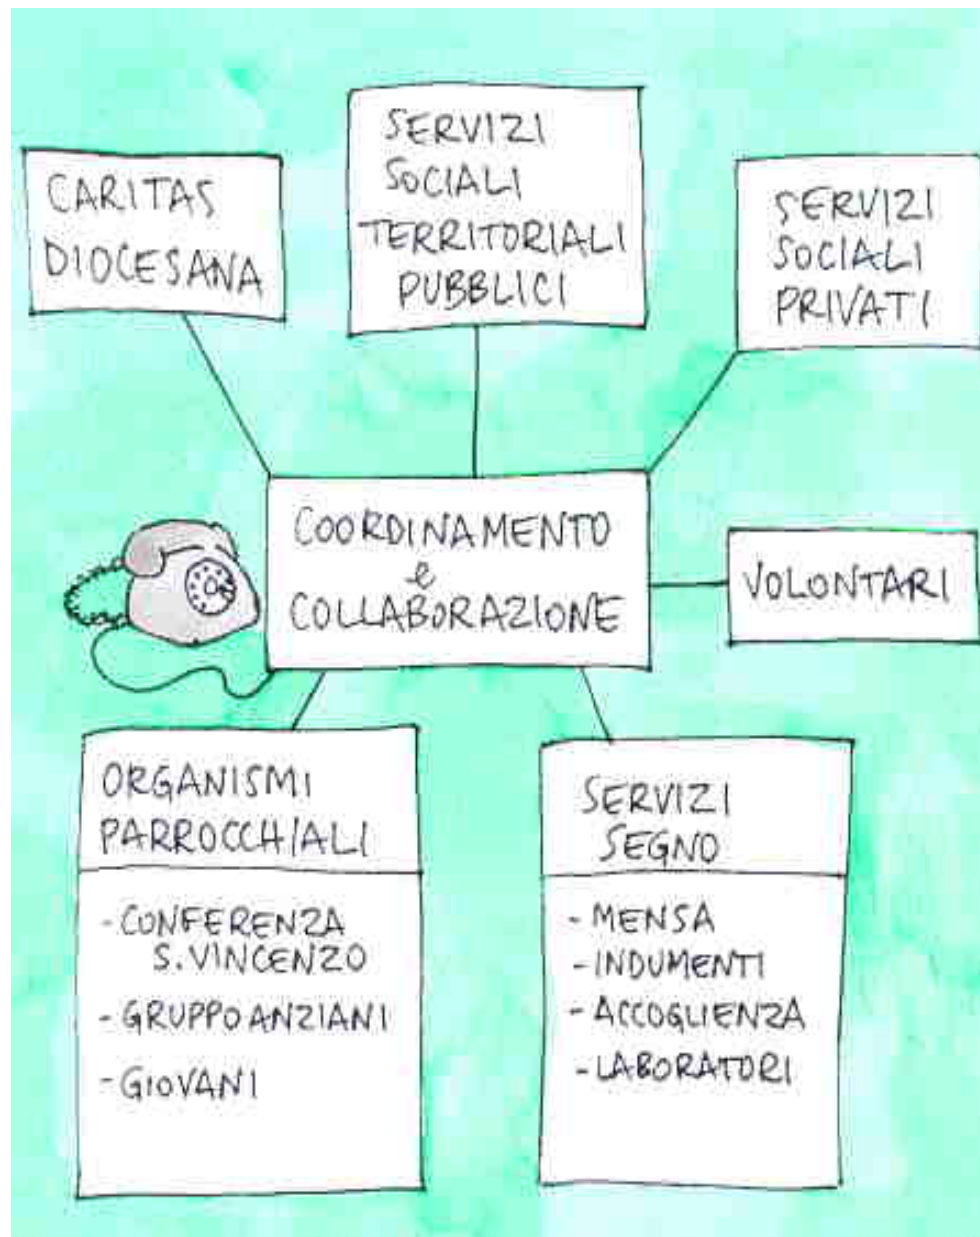 CARITAS
DIOCESANA
SERVIZI
SOCIALI
TERRITORIALI
PUBBLICI
SERVIZI
SOCIALI
PRIVATI
COORDINAMENTO
e
COLLABORAZIONE
VOLONTARI
ORGANISMI
PARROCCHIALI
- CONFERENZA
S. VINCENZO
- GRUPPO ANZIANI
- GIOVANI
SERVIZI
SEGNO
- MENSA
- INDUMENTI
- ACCOGLIENZA
- LABORATORI